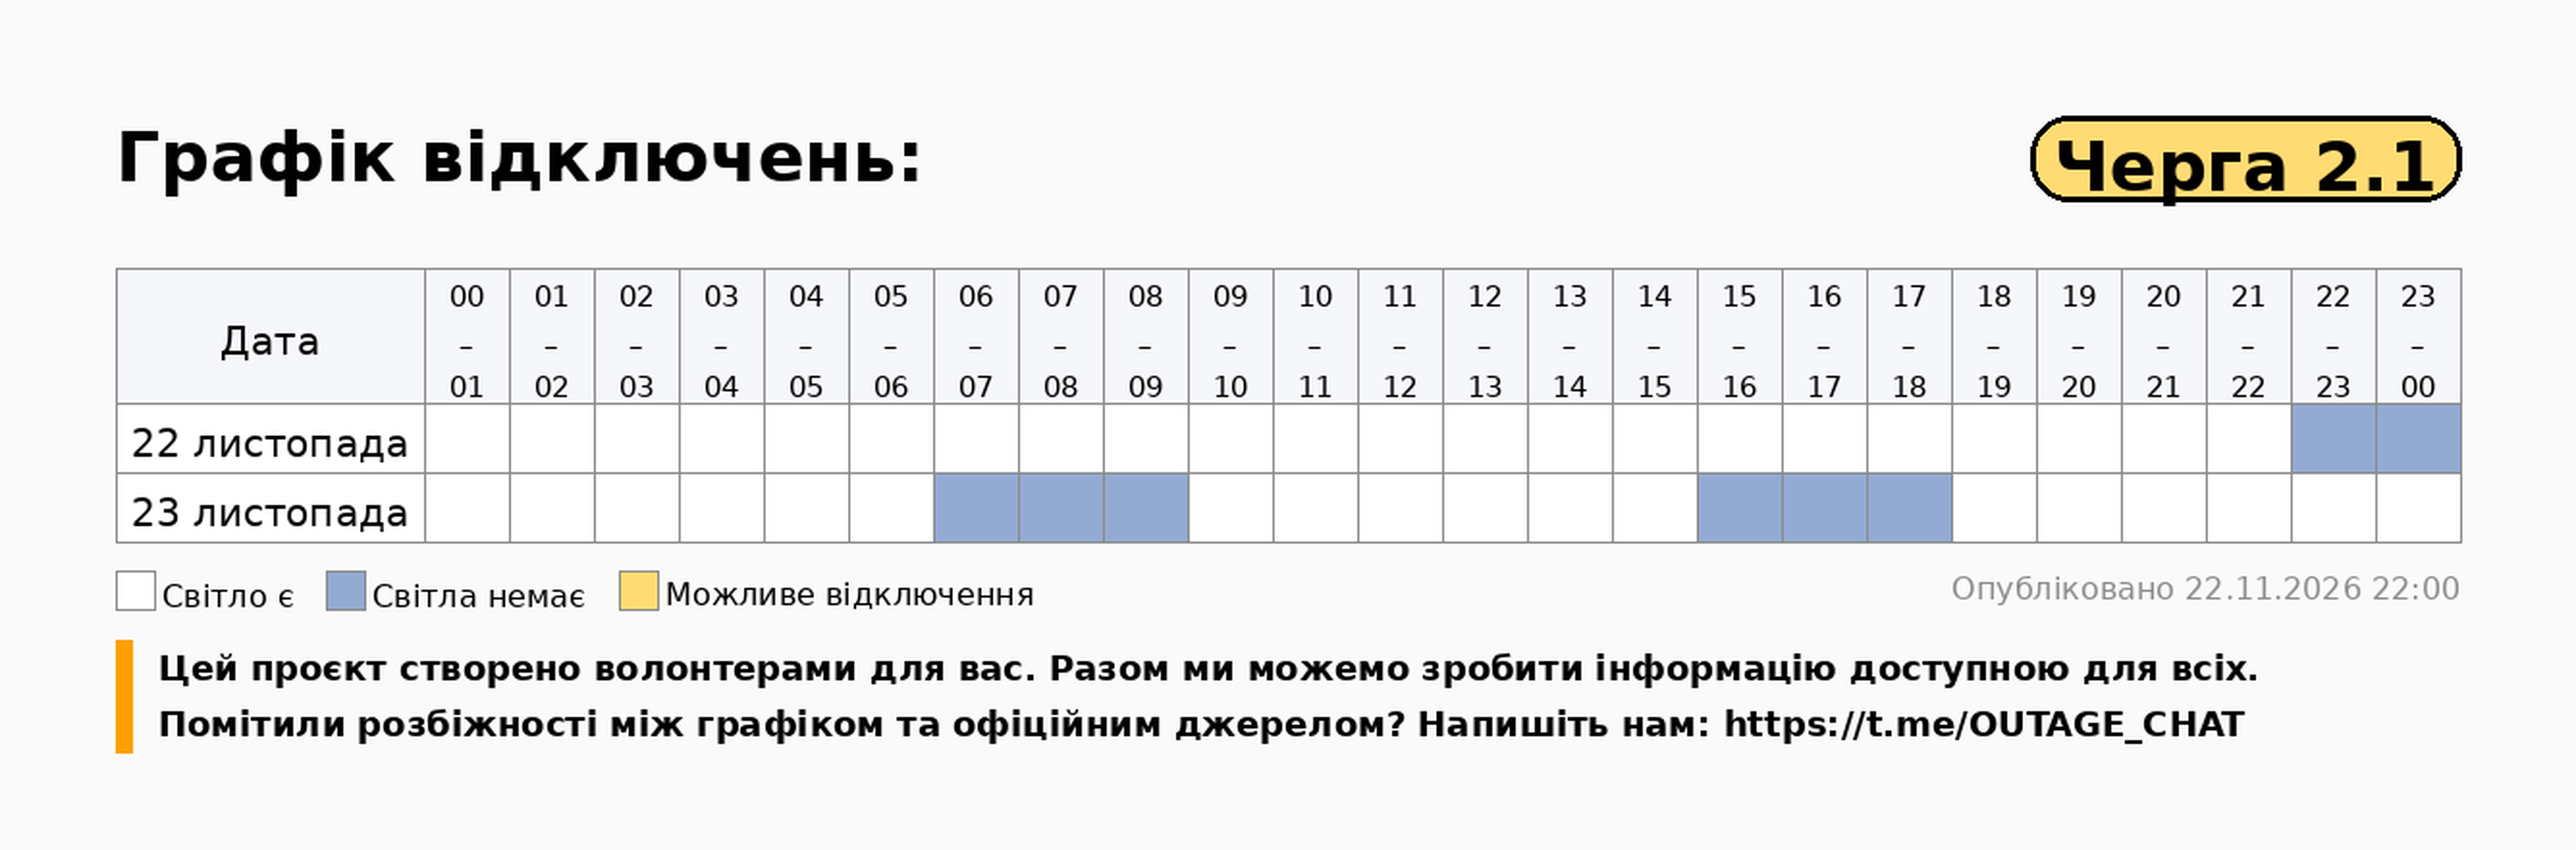 Графік відключень:
Черга 2.1
Дата
00 – 01
01 – 02
02 – 03
03 – 04
04 – 05
05 – 06
06 – 07
07 – 08
08 – 09
09 – 10
10 – 11
11 – 12
12 – 13
13 – 14
14 – 15
15 – 16
16 – 17
17 – 18
18 – 19
19 – 20
20 – 21
21 – 22
22 – 23
23 – 00
22 листопада
23 листопада
Світло є
Світла немає
Можливе відключення
Опубліковано 22.11.2026 22:00
Цей проєкт створено волонтерами для вас. Разом ми можемо зробити інформацію доступною для всіх.
Помітили розбіжності між графіком та офіційним джерелом? Напишіть нам: https://t.me/OUTAGE_CHAT